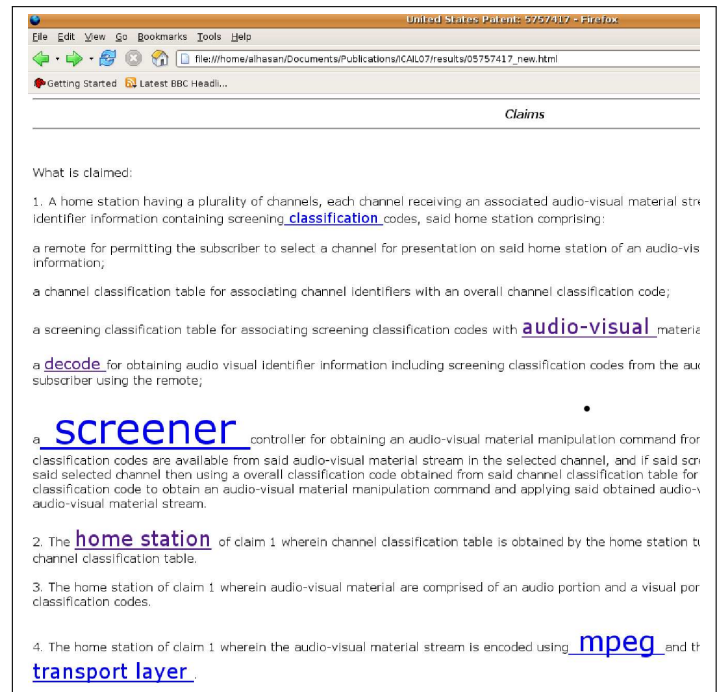 United States Patent: 5757417 - Firefox
File Edit View Go Bookmarks Tools Help
file:///home/alhasan/Documents/Publications/ICAIL07/results/05757417_new.html
Getting Started Latest BBC Headli...
Claims
What is claimed:
1. A home station having a plurality of channels, each channel receiving an associated audio-visual material stre
identifier information containing screening classification codes, said home station comprising:
a remote for permitting the subscriber to select a channel for presentation on said home station of an audio-vis
information;
a channel classification table for associating channel identifiers with an overall channel classification code;
a screening classification table for associating screening classification codes with audio-visual materia
a decode for obtaining audio visual identifier information including screening classification codes from the aud
subscriber using the remote;
a screener controller for obtaining an audio-visual material manipulation command from
classification codes are available from said audio-visual material stream in the selected channel, and if said scre
said selected channel then using a overall classification code obtained from said channel classification table for
classification code to obtain an audio-visual material manipulation command and applying said obtained audio-v
audio-visual material stream.
2. The home station of claim 1 wherein channel classification table is obtained by the home station tu
channel classification table.
3. The home station of claim 1 wherein audio-visual material are comprised of an audio portion and a visual por
classification codes.
4. The home station of claim 1 wherein the audio-visual material stream is encoded using mpeg and th
transport layer .